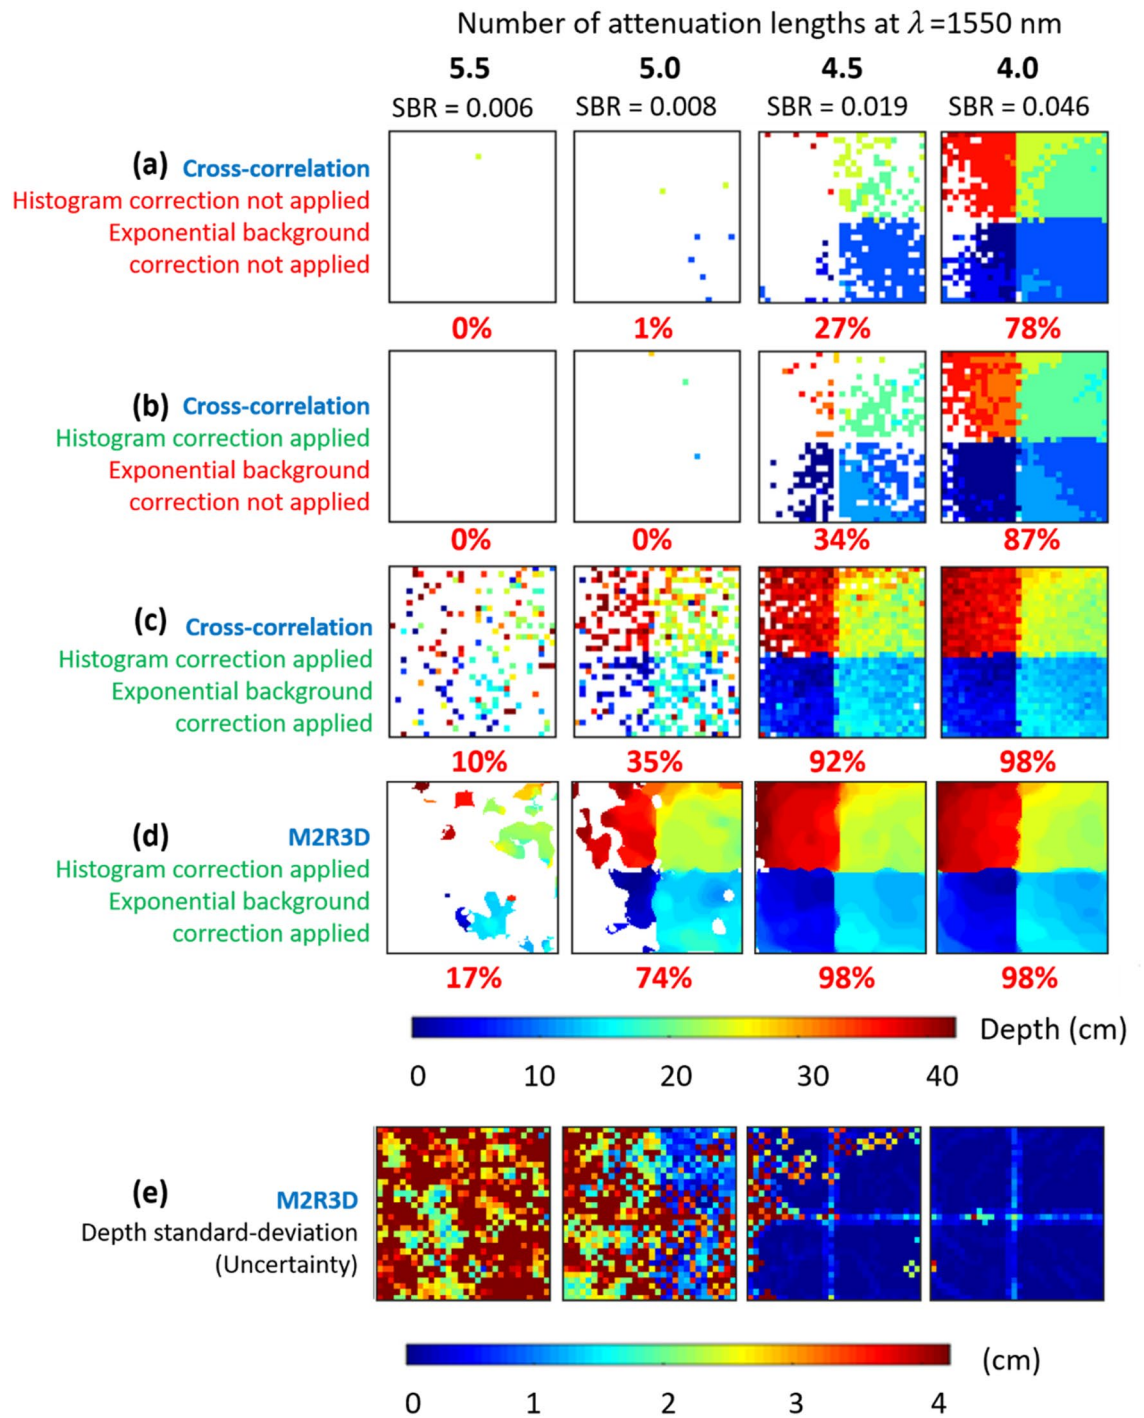 Number of attenuation lengths at λ=1550 nm
5.5 5.0 4.5 4.0
SBR = 0.006 SBR = 0.008 SBR = 0.019 SBR = 0.046
(a) Cross-correlation
Histogram correction not applied
Exponential background
correction not applied
0% 1% 27% 78%
(b) Cross-correlation
Histogram correction applied
Exponential background
correction not applied
0% 0% 34% 87%
(c) Cross-correlation
Histogram correction applied
Exponential background
correction applied
10% 35% 92% 98%
(d) M2R3D
Histogram correction applied
Exponential background
correction applied
17% 74% 98% 98%
Depth (cm)
0 10 20 30 40
(e) M2R3D
Depth standard-deviation
(Uncertainty)
(cm)
0 1 2 3 4